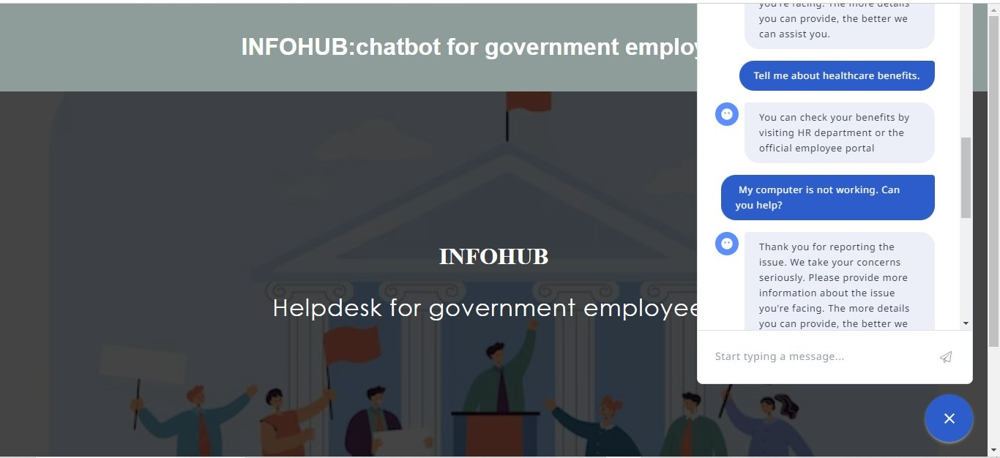 INFOHUB:chatbot for government emplo
INFOHUB
Helpdesk for government employee
you're facing. The more details
you can provide, the better we
can assist you.
Tell me about healthcare benefits.
You can check your benefits by
visiting HR department or the
official employee portal
My computer is not working. Can
you help?
Thank you for reporting the
issue. We take your concerns
seriously. Please provide more
information about the issue
you're facing. The more details
you can provide, the better we
Start typing a message...